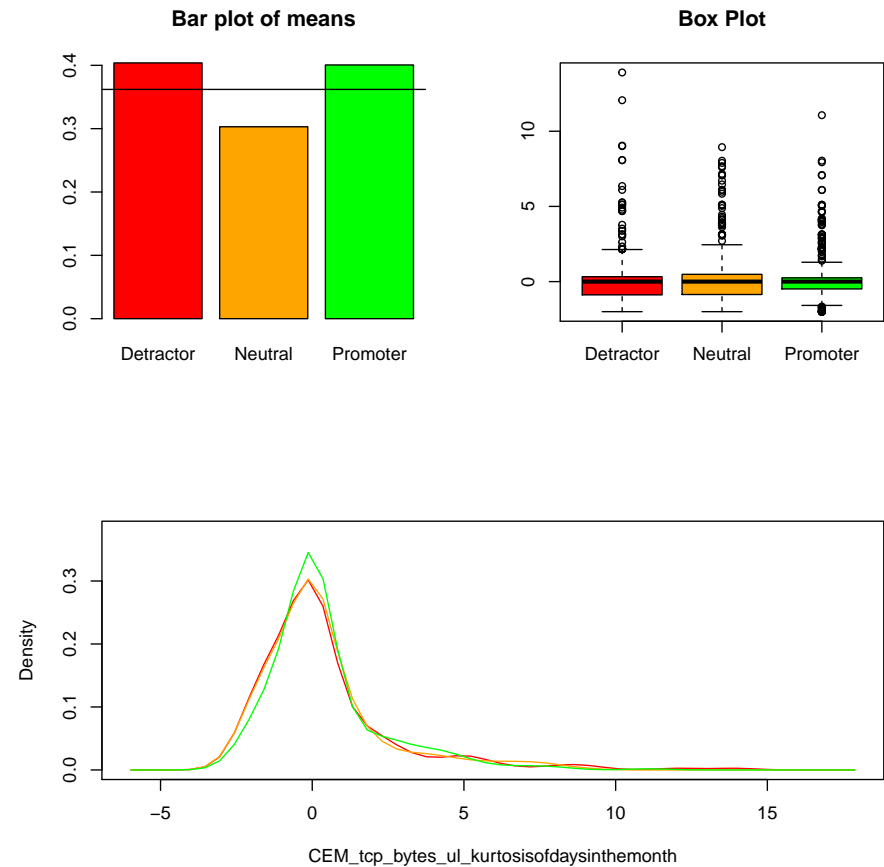 Bar plot of means
0.0
0.1
0.2
0.3
0.4
Detractor Neutral Promoter
Box Plot
0
5
10
Detractor Neutral Promoter
Density
0.0
0.1
0.2
0.3
−5 0 5 10 15
CEM_tcp_bytes_ul_kurtosisofdaysinthemonth